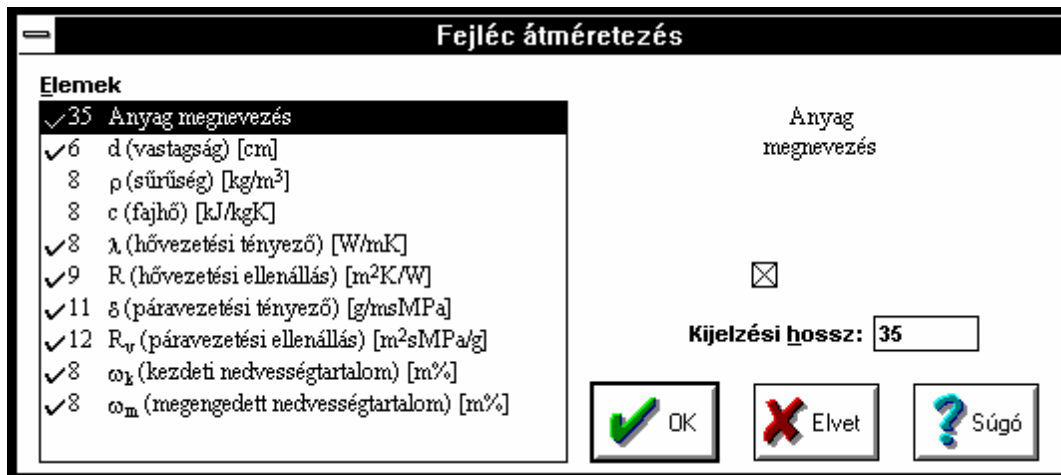 Fejléc átméretezés
Elemek
35 Anyag megnevezés
6 d (vastagság) [cm]
8 ρ (sűrűség) [kg/m³]
8 c (fajhő) [kJ/kgK]
8 λ (hővezetési tényező) [W/mK]
9 R (hővezetési ellenállás) [m²K/W]
11 δ (páravezetési tényező) [g/msMPa]
12 Rᵥ (páravezetési ellenállás) [m²sMPa/g]
8 ωₖ (kezdeti nedvességtartalom) [m%]
8 ωₘ (megengedett nedvességtartalom) [m%]
Anyag
megnevezés
Kijelzési hossz: 35
OK
Elvet
Súgó